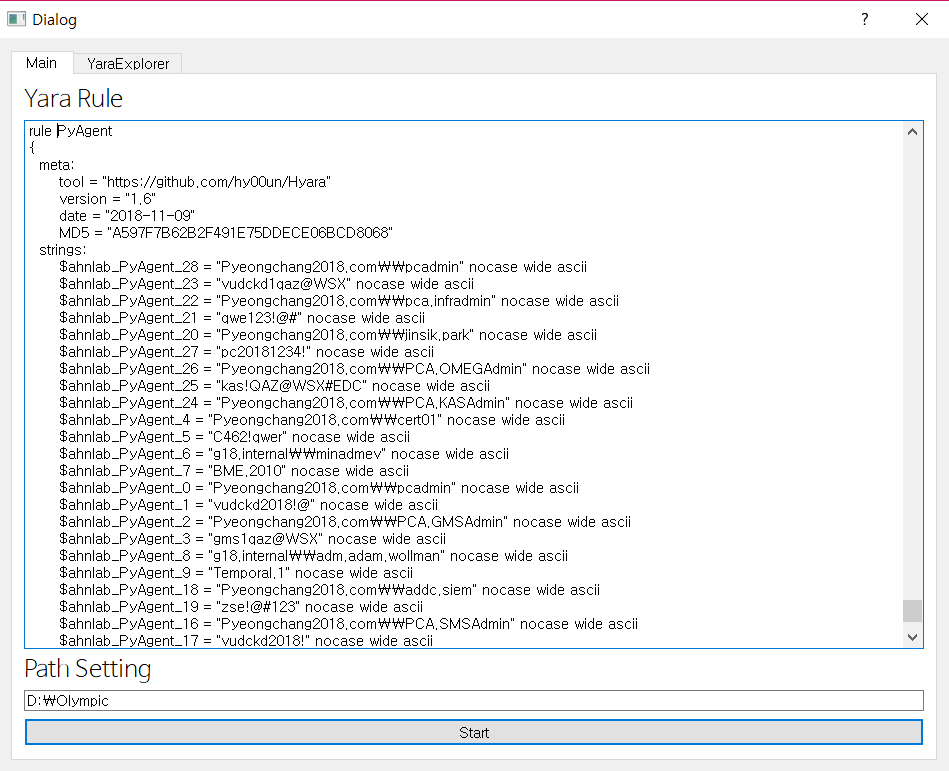 Dialog
?
Main
YaraExplorer
Yara Rule
rule PyAgent
{
meta:
tool = "https://github.com/hy00un/Hyara"
version = "1.6"
date = "2018-11-09"
MD5 = "A597F7B62B2F491E75DDECE06BCD8068"
strings:
$ahnlab_PyAgent_28 = "Pyeongchang2018.com₩₩pcadmin" nocase wide ascii
$ahnlab_PyAgent_23 = "vudckd1qaz@WSX" nocase wide ascii
$ahnlab_PyAgent_22 = "Pyeongchang2018.com₩₩pca.infradmin" nocase wide ascii
$ahnlab_PyAgent_21 = "qwe123!@#" nocase wide ascii
$ahnlab_PyAgent_20 = "Pyeongchang2018.com₩₩jinsik.park" nocase wide ascii
$ahnlab_PyAgent_27 = "pc20181234!" nocase wide ascii
$ahnlab_PyAgent_26 = "Pyeongchang2018.com₩₩PCA.OMEGAdmin" nocase wide ascii
$ahnlab_PyAgent_25 = "kas!QAZ@WSX#EDC" nocase wide ascii
$ahnlab_PyAgent_24 = "Pyeongchang2018.com₩₩PCA.KASAdmin" nocase wide ascii
$ahnlab_PyAgent_4 = "Pyeongchang2018.com₩₩cert01" nocase wide ascii
$ahnlab_PyAgent_5 = "C462!qwer" nocase wide ascii
$ahnlab_PyAgent_6 = "g18.internal₩₩minadmev" nocase wide ascii
$ahnlab_PyAgent_7 = "BME.2010" nocase wide ascii
$ahnlab_PyAgent_0 = "Pyeongchang2018.com₩₩pcadmin" nocase wide ascii
$ahnlab_PyAgent_1 = "vudckd2018!@" nocase wide ascii
$ahnlab_PyAgent_2 = "Pyeongchang2018.com₩₩PCA.GMSAdmin" nocase wide ascii
$ahnlab_PyAgent_3 = "gms1qaz@WSX" nocase wide ascii
$ahnlab_PyAgent_8 = "g18.internal₩₩adm.adam.wollman" nocase wide ascii
$ahnlab_PyAgent_9 = "Temporal.1" nocase wide ascii
$ahnlab_PyAgent_18 = "Pyeongchang2018.com₩₩addc.siem" nocase wide ascii
$ahnlab_PyAgent_19 = "zse!@#123" nocase wide ascii
$ahnlab_PyAgent_16 = "Pyeongchang2018.com₩₩PCA.SMSAdmin" nocase wide ascii
$ahnlab_PyAgent_17 = "vudckd2018!" nocase wide ascii
Path Setting
D:₩Olympic
Start